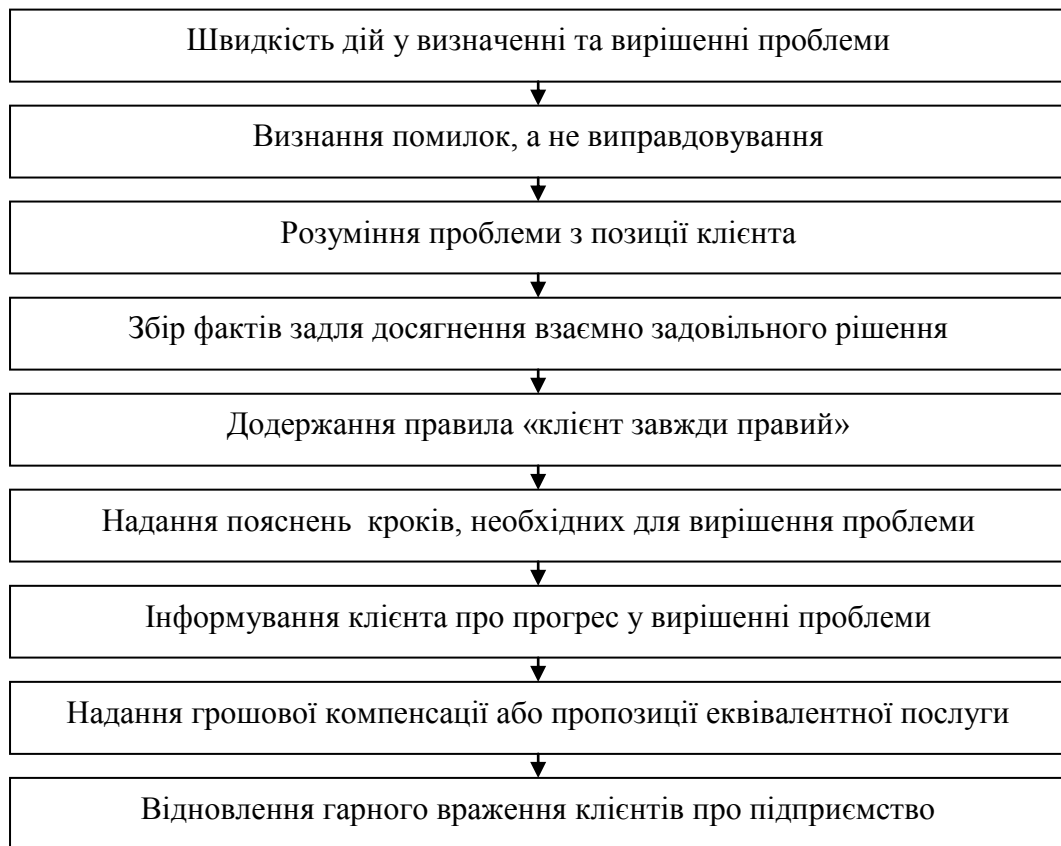 Швидкість дій у визначенні та вирішенні проблеми
Визнання помилок, а не виправдовування
Розуміння проблеми з позиції клієнта
Збір фактів задля досягнення взаємно задовільного рішення
Додержання правила «клієнт завжди правий»
Надання пояснень  кроків, необхідних для вирішення проблеми
Інформування клієнта про прогрес у вирішенні проблеми
Надання грошової компенсації або пропозиції еквівалентної послуги
Відновлення гарного враження клієнтів про підприємство